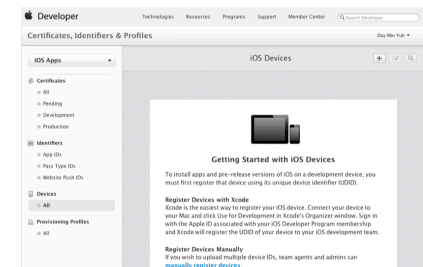 Developer
Technologies Resources Programs Support Member Center Search Developer
Certificates, Identifiers & Profiles
Day Min Yuh
iOS Apps
iOS Devices
Certificates
All
Pending
Development
Production
Identifiers
App IDs
Pass Type IDs
Website Push IDs
Devices
All
Provisioning Profiles
All
Getting Started with iOS Devices
To install apps and pre-release versions of iOS on a development device, you
must first register that device using its unique device identifier (UDID).
Register Devices with Xcode
Xcode is the easiest way to register your iOS device. Connect your device to
your Mac and click Use for Development in Xcode's Organizer window. Sign in
with the Apple ID associated with your iOS Developer Program membership
and Xcode will register the UDID of your device to your iOS development team.
Register Devices Manually
If you wish to upload multiple device IDs, team agents and admins can
manually register devices.